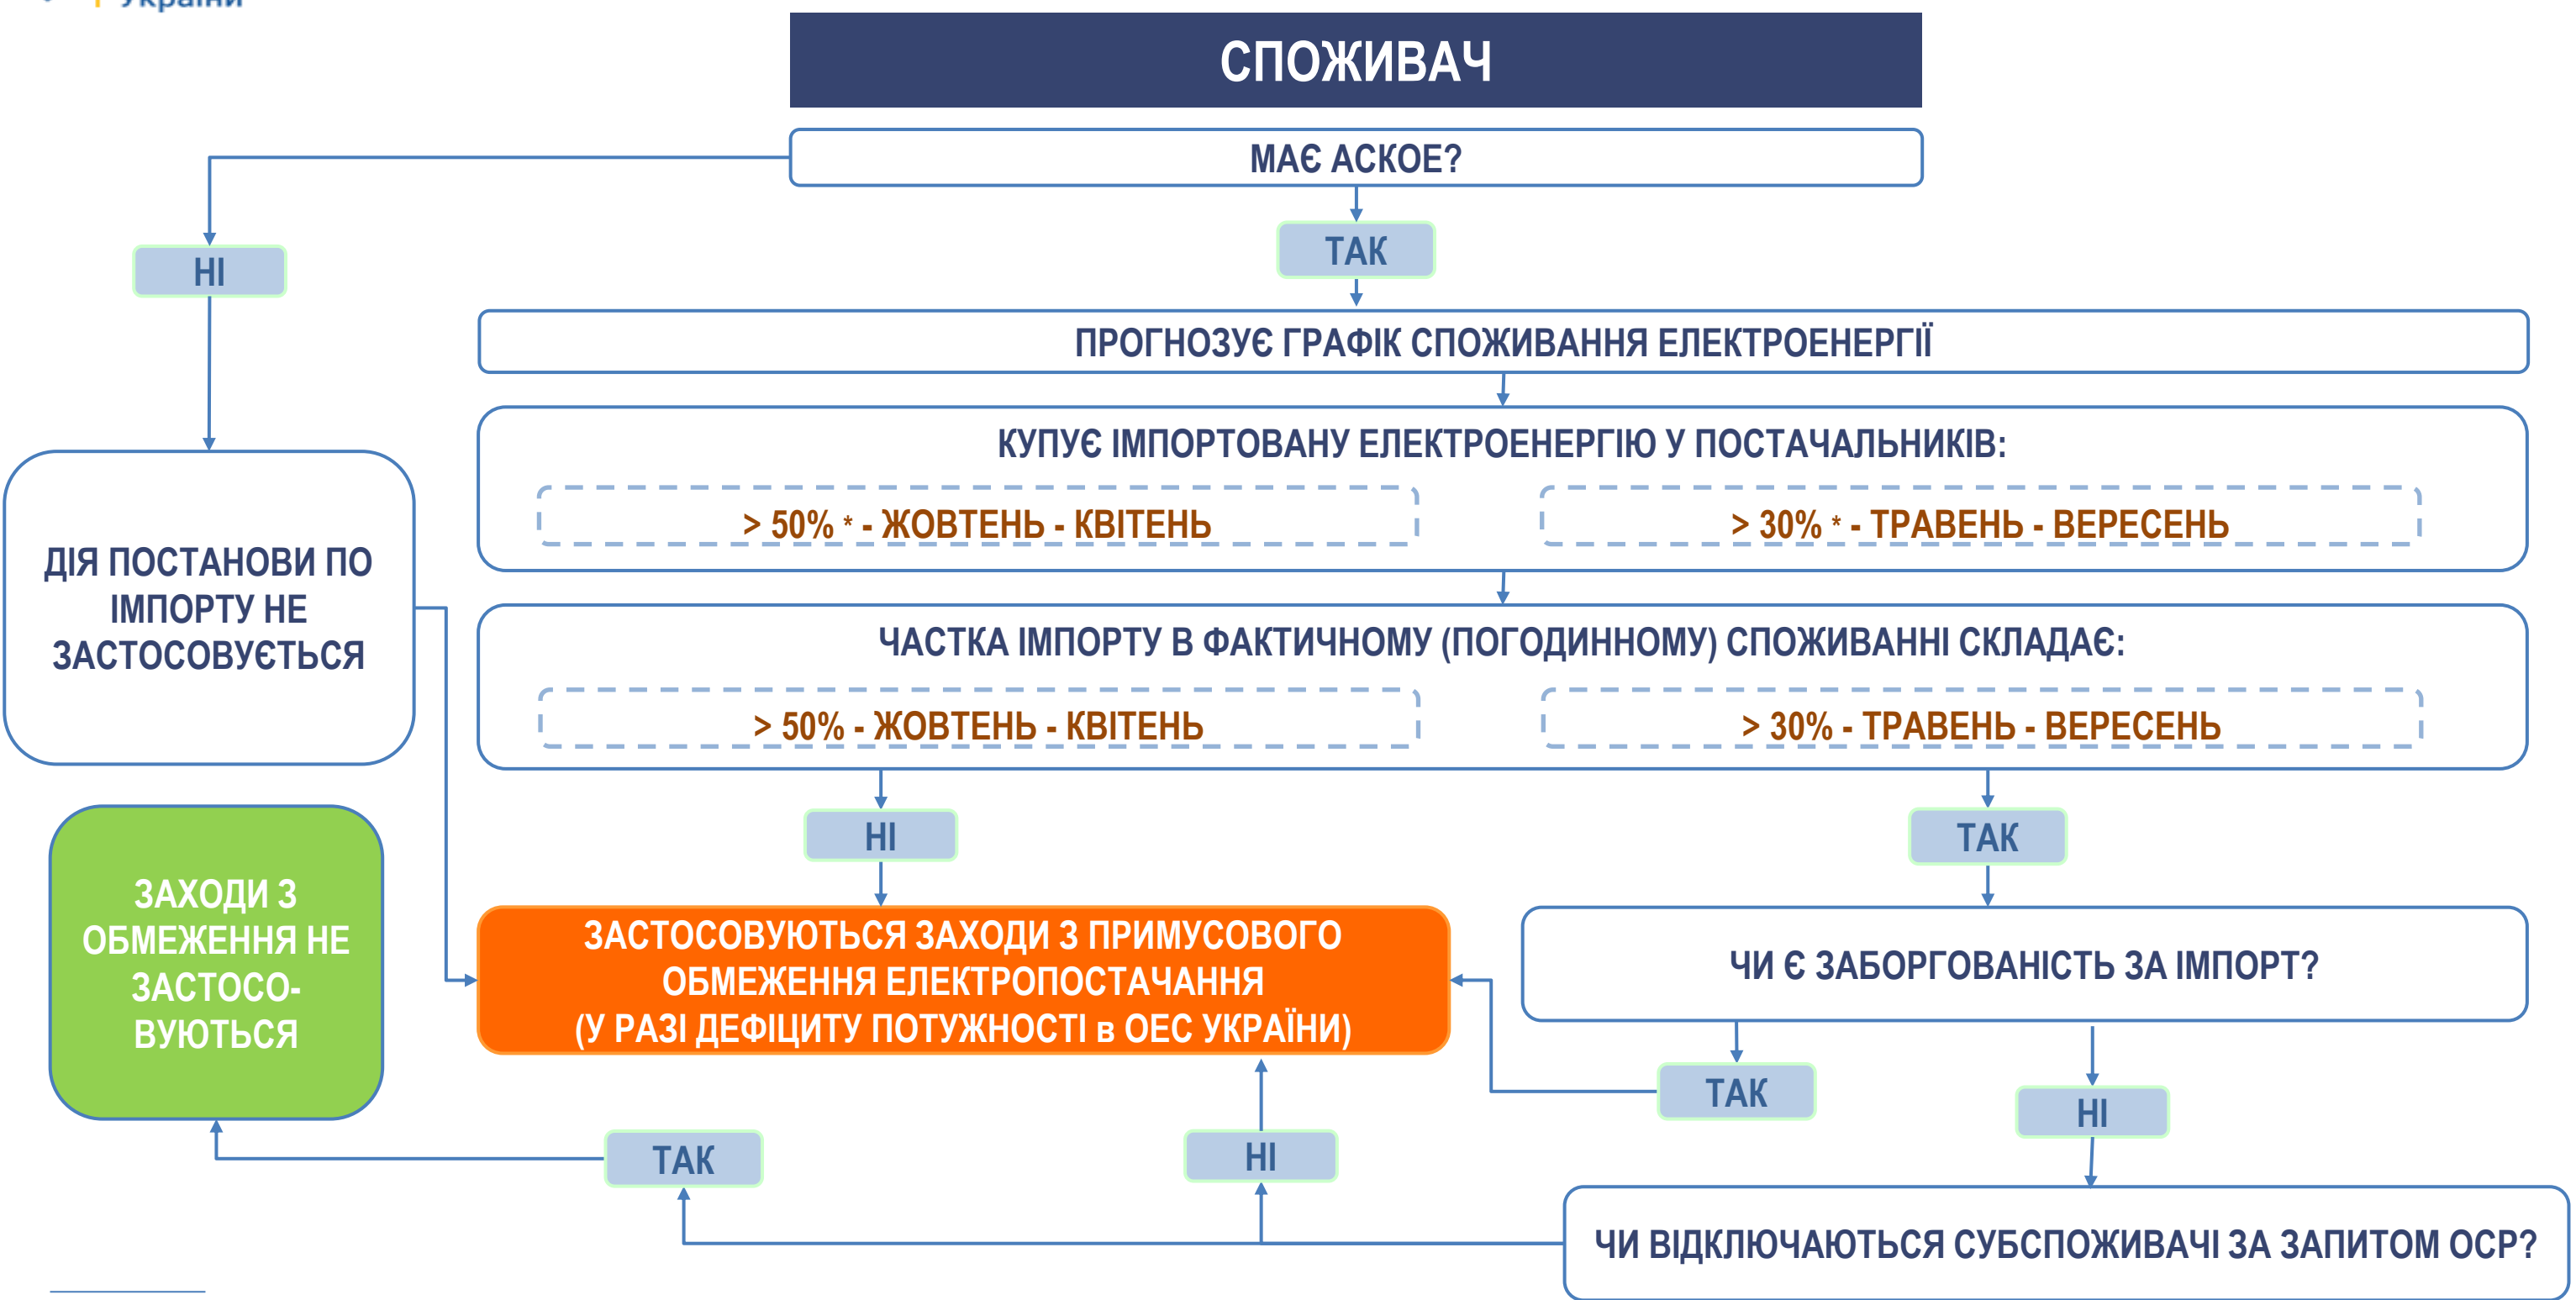 України
СПОЖИВАЧ
МАЄ АСКОЕ?
НІ
ТАК
ПРОГНОЗУЄ ГРАФІК СПОЖИВАННЯ ЕЛЕКТРОЕНЕРГІЇ
КУПУЄ ІМПОРТОВАНУ ЕЛЕКТРОЕНЕРГІЮ У ПОСТАЧАЛЬНИКІВ:
> 50% * - ЖОВТЕНЬ - КВІТЕНЬ
> 30% * - ТРАВЕНЬ - ВЕРЕСЕНЬ
ДІЯ ПОСТАНОВИ ПО
ІМПОРТУ НЕ
ЗАСТОСОВУЄТЬСЯ
ЧАСТКА ІМПОРТУ В ФАКТИЧНОМУ (ПОГОДИННОМУ) СПОЖИВАННІ СКЛАДАЄ:
> 50% - ЖОВТЕНЬ - КВІТЕНЬ
> 30% - ТРАВЕНЬ - ВЕРЕСЕНЬ
НІ
ТАК
ЗАХОДИ З
ОБМЕЖЕННЯ НЕ
ЗАСТОСО-
ВУЮТЬСЯ
ЗАСТОСОВУЮТЬСЯ ЗАХОДИ З ПРИМУСОВОГО
ОБМЕЖЕННЯ ЕЛЕКТРОПОСТАЧАННЯ
(У РАЗІ ДЕФІЦИТУ ПОТУЖНОСТІ в ОЕС УКРАЇНИ)
ЧИ Є ЗАБОРГОВАНІСТЬ ЗА ІМПОРТ?
ТАК
НІ
ТАК
НІ
ЧИ ВІДКЛЮЧАЮТЬСЯ СУБСПОЖИВАЧІ ЗА ЗАПИТОМ ОСР?